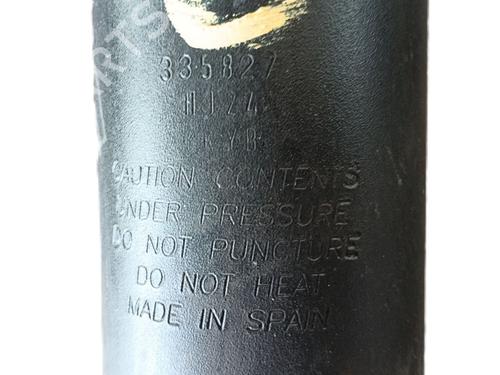 335827
KYB
CAUTION CONTENTS
UNDER PRESSURE
DO NOT PUNCTURE
DO NOT HEAT
MADE IN SPAIN